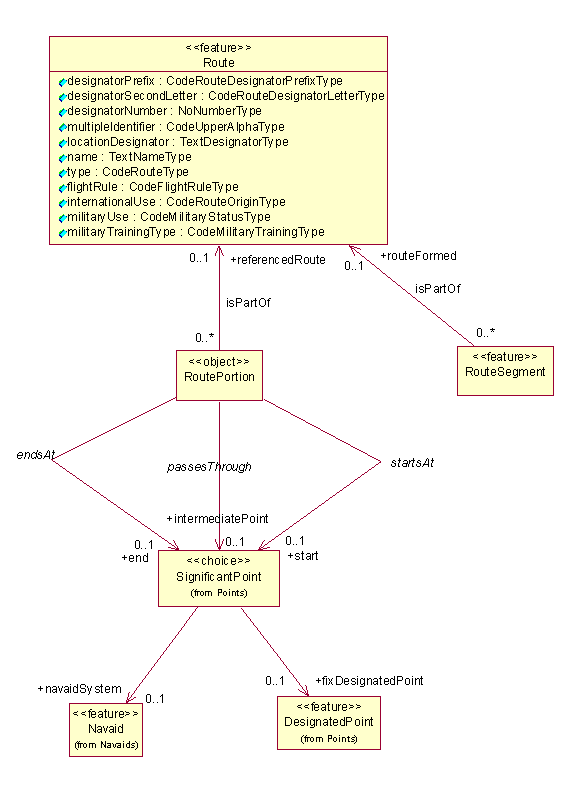 <<feature>>
Route
designatorPrefix : CodeRouteDesignatorPrefixType
designatorSecondLetter : CodeRouteDesignatorLetterType
designatorNumber : NoNumberType
multipleIdentifier : CodeUpperAlphaType
locationDesignator : TextDesignatorType
name : TextNameType
type : CodeRouteType
flightRule : CodeFlightRuleType
internationalUse : CodeRouteOriginType
militaryUse : CodeMilitaryStatusType
militaryTrainingType : CodeMilitaryTrainingType
0..1
+referencedRoute
0..1
+routeFormed
isPartOf
isPartOf
0..*
0..*
<<object>>
RoutePortion
<<feature>>
RouteSegment
endsAt
passesThrough
startsAt
+intermediatePoint
0..1
+end
0..1
0..1
+start
<<choice>>
SignificantPoint
(from Points)
+navaidSystem
0..1
0..1
+fixDesignatedPoint
<<feature>>
Navaid
(from Navaids)
<<feature>>
DesignatedPoint
(from Points)